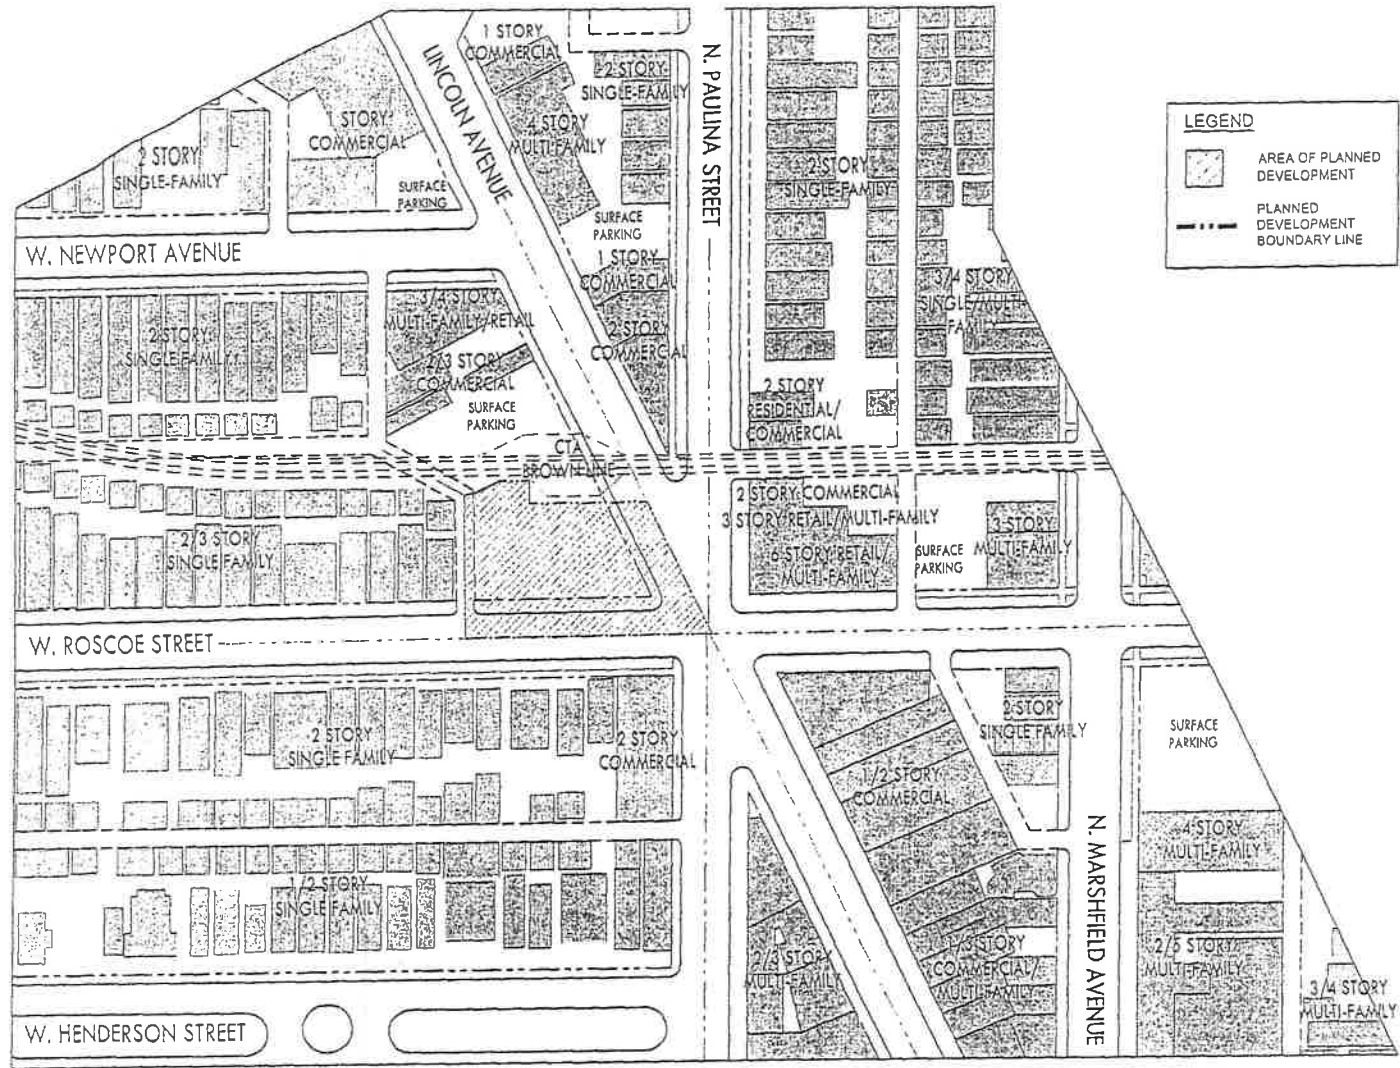 1 STORY
COMMERCIAL
2 STORY
SINGLE-FAMILY
LINCOLN AVENUE
N. PAULINA STREET
1 STORY
COMMERCIAL
4 STORY
MULTI-FAMILY
2 STORY
SINGLE-FAMILY
2 STORY
SINGLE-FAMILY
SURFACE
PARKING
SURFACE
PARKING
LEGEND
AREA OF PLANNED
DEVELOPMENT
PLANNED
DEVELOPMENT
BOUNDARY LINE
W. NEWPORT AVENUE
1 STORY
COMMERCIAL
3/4 STORY
SINGLE/MULTI-
FAMILY
3/4 STORY
MULTI-FAMILY/RETAIL
2 STORY
SINGLE FAMILY
2 STORY
COMMERCIAL
2/3 STORY
COMMERCIAL
SURFACE
PARKING
2 STORY
RESIDENTIAL/
COMMERCIAL
CTA
BROWN LINE
2 STORY COMMERCIAL
3 STORY RETAIL/MULTI-FAMILY
6 STORY RETAIL/
MULTI-FAMILY
SURFACE
PARKING
3 STORY
MULTI-FAMILY
2/3 STORY
SINGLE FAMILY
W. ROSCOE STREET
2 STORY
SINGLE FAMILY
2 STORY
COMMERCIAL
2 STORY
SINGLE FAMILY
SURFACE
PARKING
1/2 STORY
COMMERCIAL
N. MARSHFIELD AVENUE
4 STORY
MULTI-FAMILY
1/2 STORY
SINGLE FAMILY
2/3 STORY
MULTI-FAMILY
1/3 STORY
COMMERCIAL/
MULTI-FAMILY
2/5 STORY
MULTI-FAMILY
3/4 STORY
MULTI-FAMILY
W. HENDERSON STREET